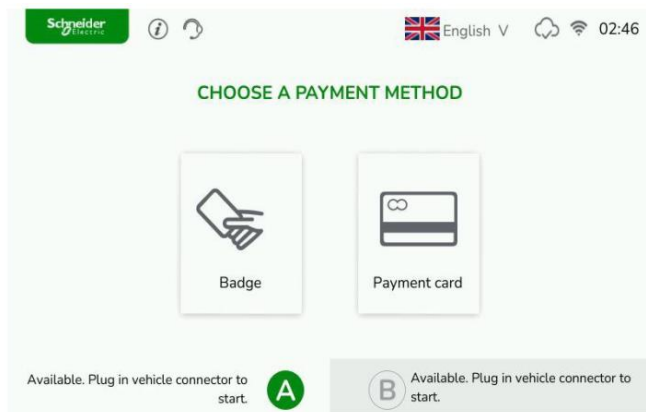 Schneider
Electric
i
English V
02:46
CHOOSE A PAYMENT METHOD
Badge
Payment card
Available. Plug in vehicle connector to
start.
A
B
Available. Plug in vehicle connector to
start.